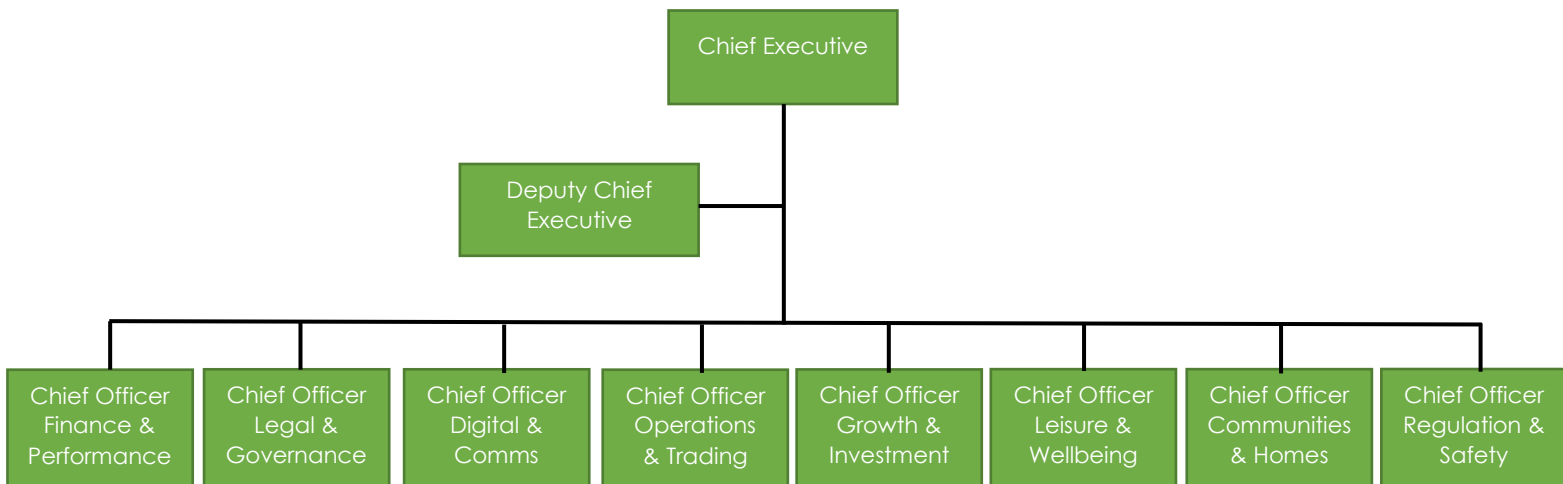 Chief Executive
Deputy Chief
Executive
Chief Officer
Finance &
Performance
Chief Officer
Legal &
Governance
Chief Officer
Digital &
Comms
Chief Officer
Operations
& Trading
Chief Officer
Growth &
Investment
Chief Officer
Leisure &
Wellbeing
Chief Officer
Communities
& Homes
Chief Officer
Regulation &
Safety